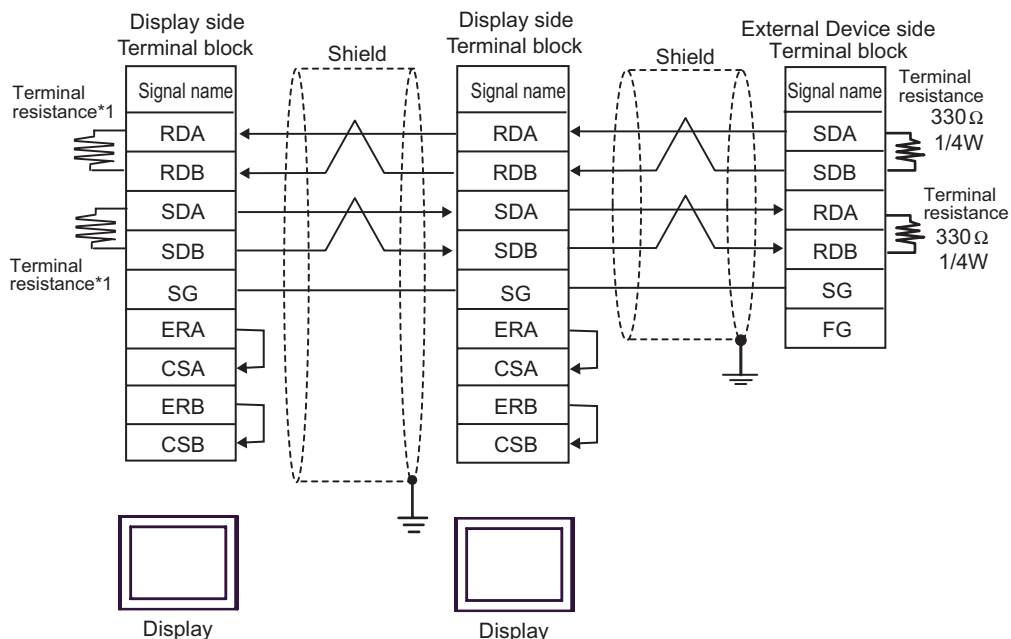 Display side
Terminal block
Display side
Terminal block
External Device side
Terminal block
Shield
Shield
Terminal
resistance*1
Signal name
RDA
RDB
SDA
SDB
SG
ERA
CSA
ERB
CSB
Terminal
resistance*1
Signal name
RDA
RDB
SDA
SDB
SG
ERA
CSA
ERB
CSB
Signal name
SDA
SDB
RDA
RDB
SG
FG
Terminal
resistance
330Ω
1/4W
Terminal
resistance
330Ω
1/4W
Display
Display